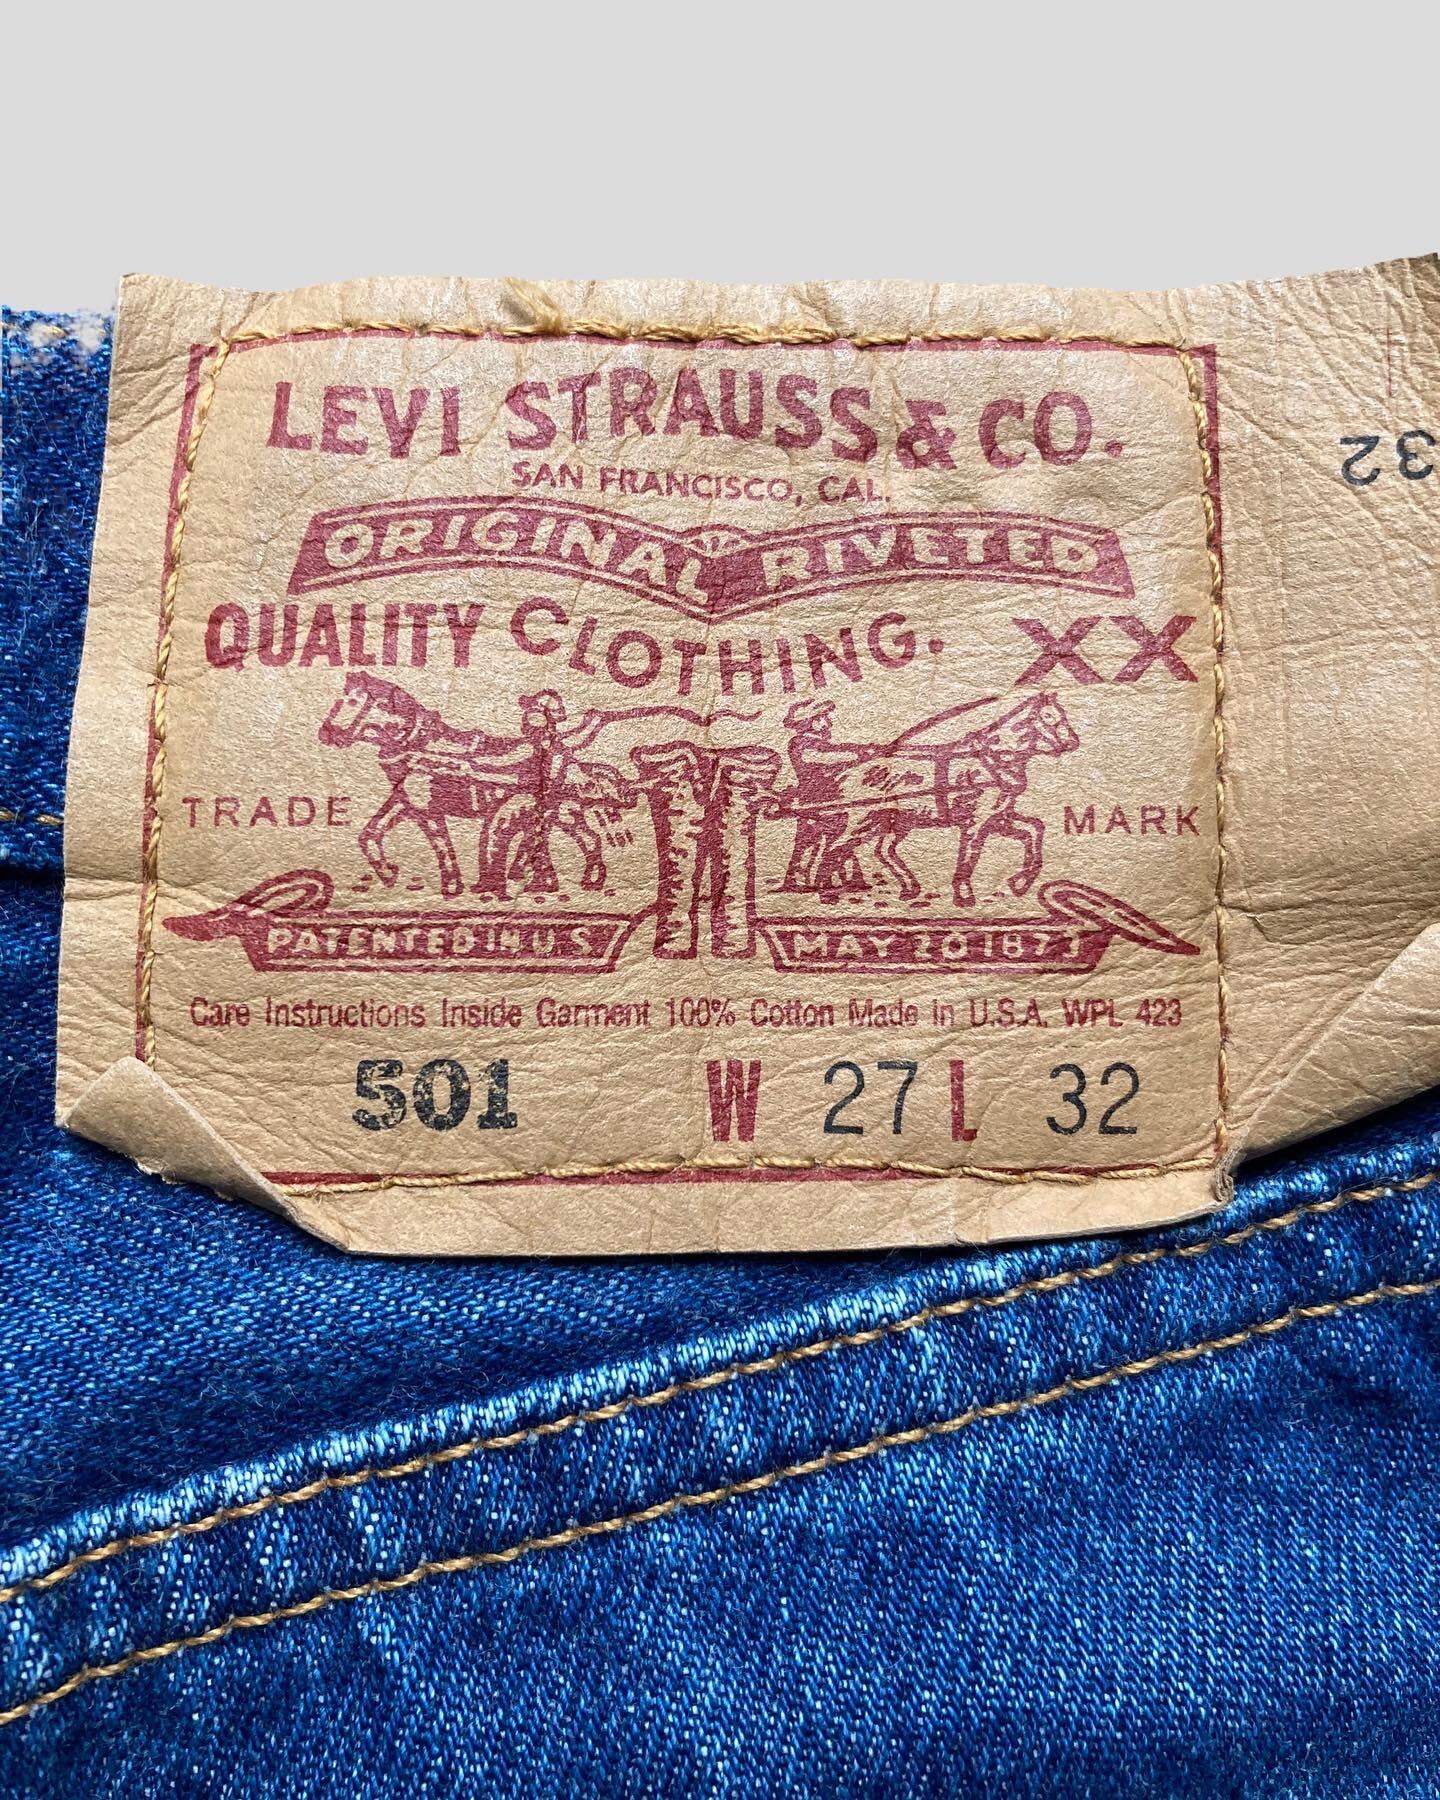 LEVI STRAUSS & CO.
SAN FRANCISCO, CAL.
ORIGINAL RIVETED
QUALITY CLOTHING. XX
TRADE MARK
PATENTED IN U S MAY 20 1873
Care Instructions Inside Garment 100% Cotton Made in U.S.A. WPL 423
501 W 27 L 32
32